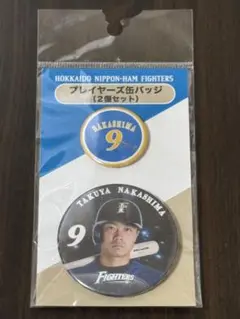 HOKKAIDO NIPPON-HAM FIGHTERS
プレイヤーズ缶バッジ
(2個セット)
NAKASHIMA
9
TAKUYA NAKASHIMA
9
F
FIGHTERS